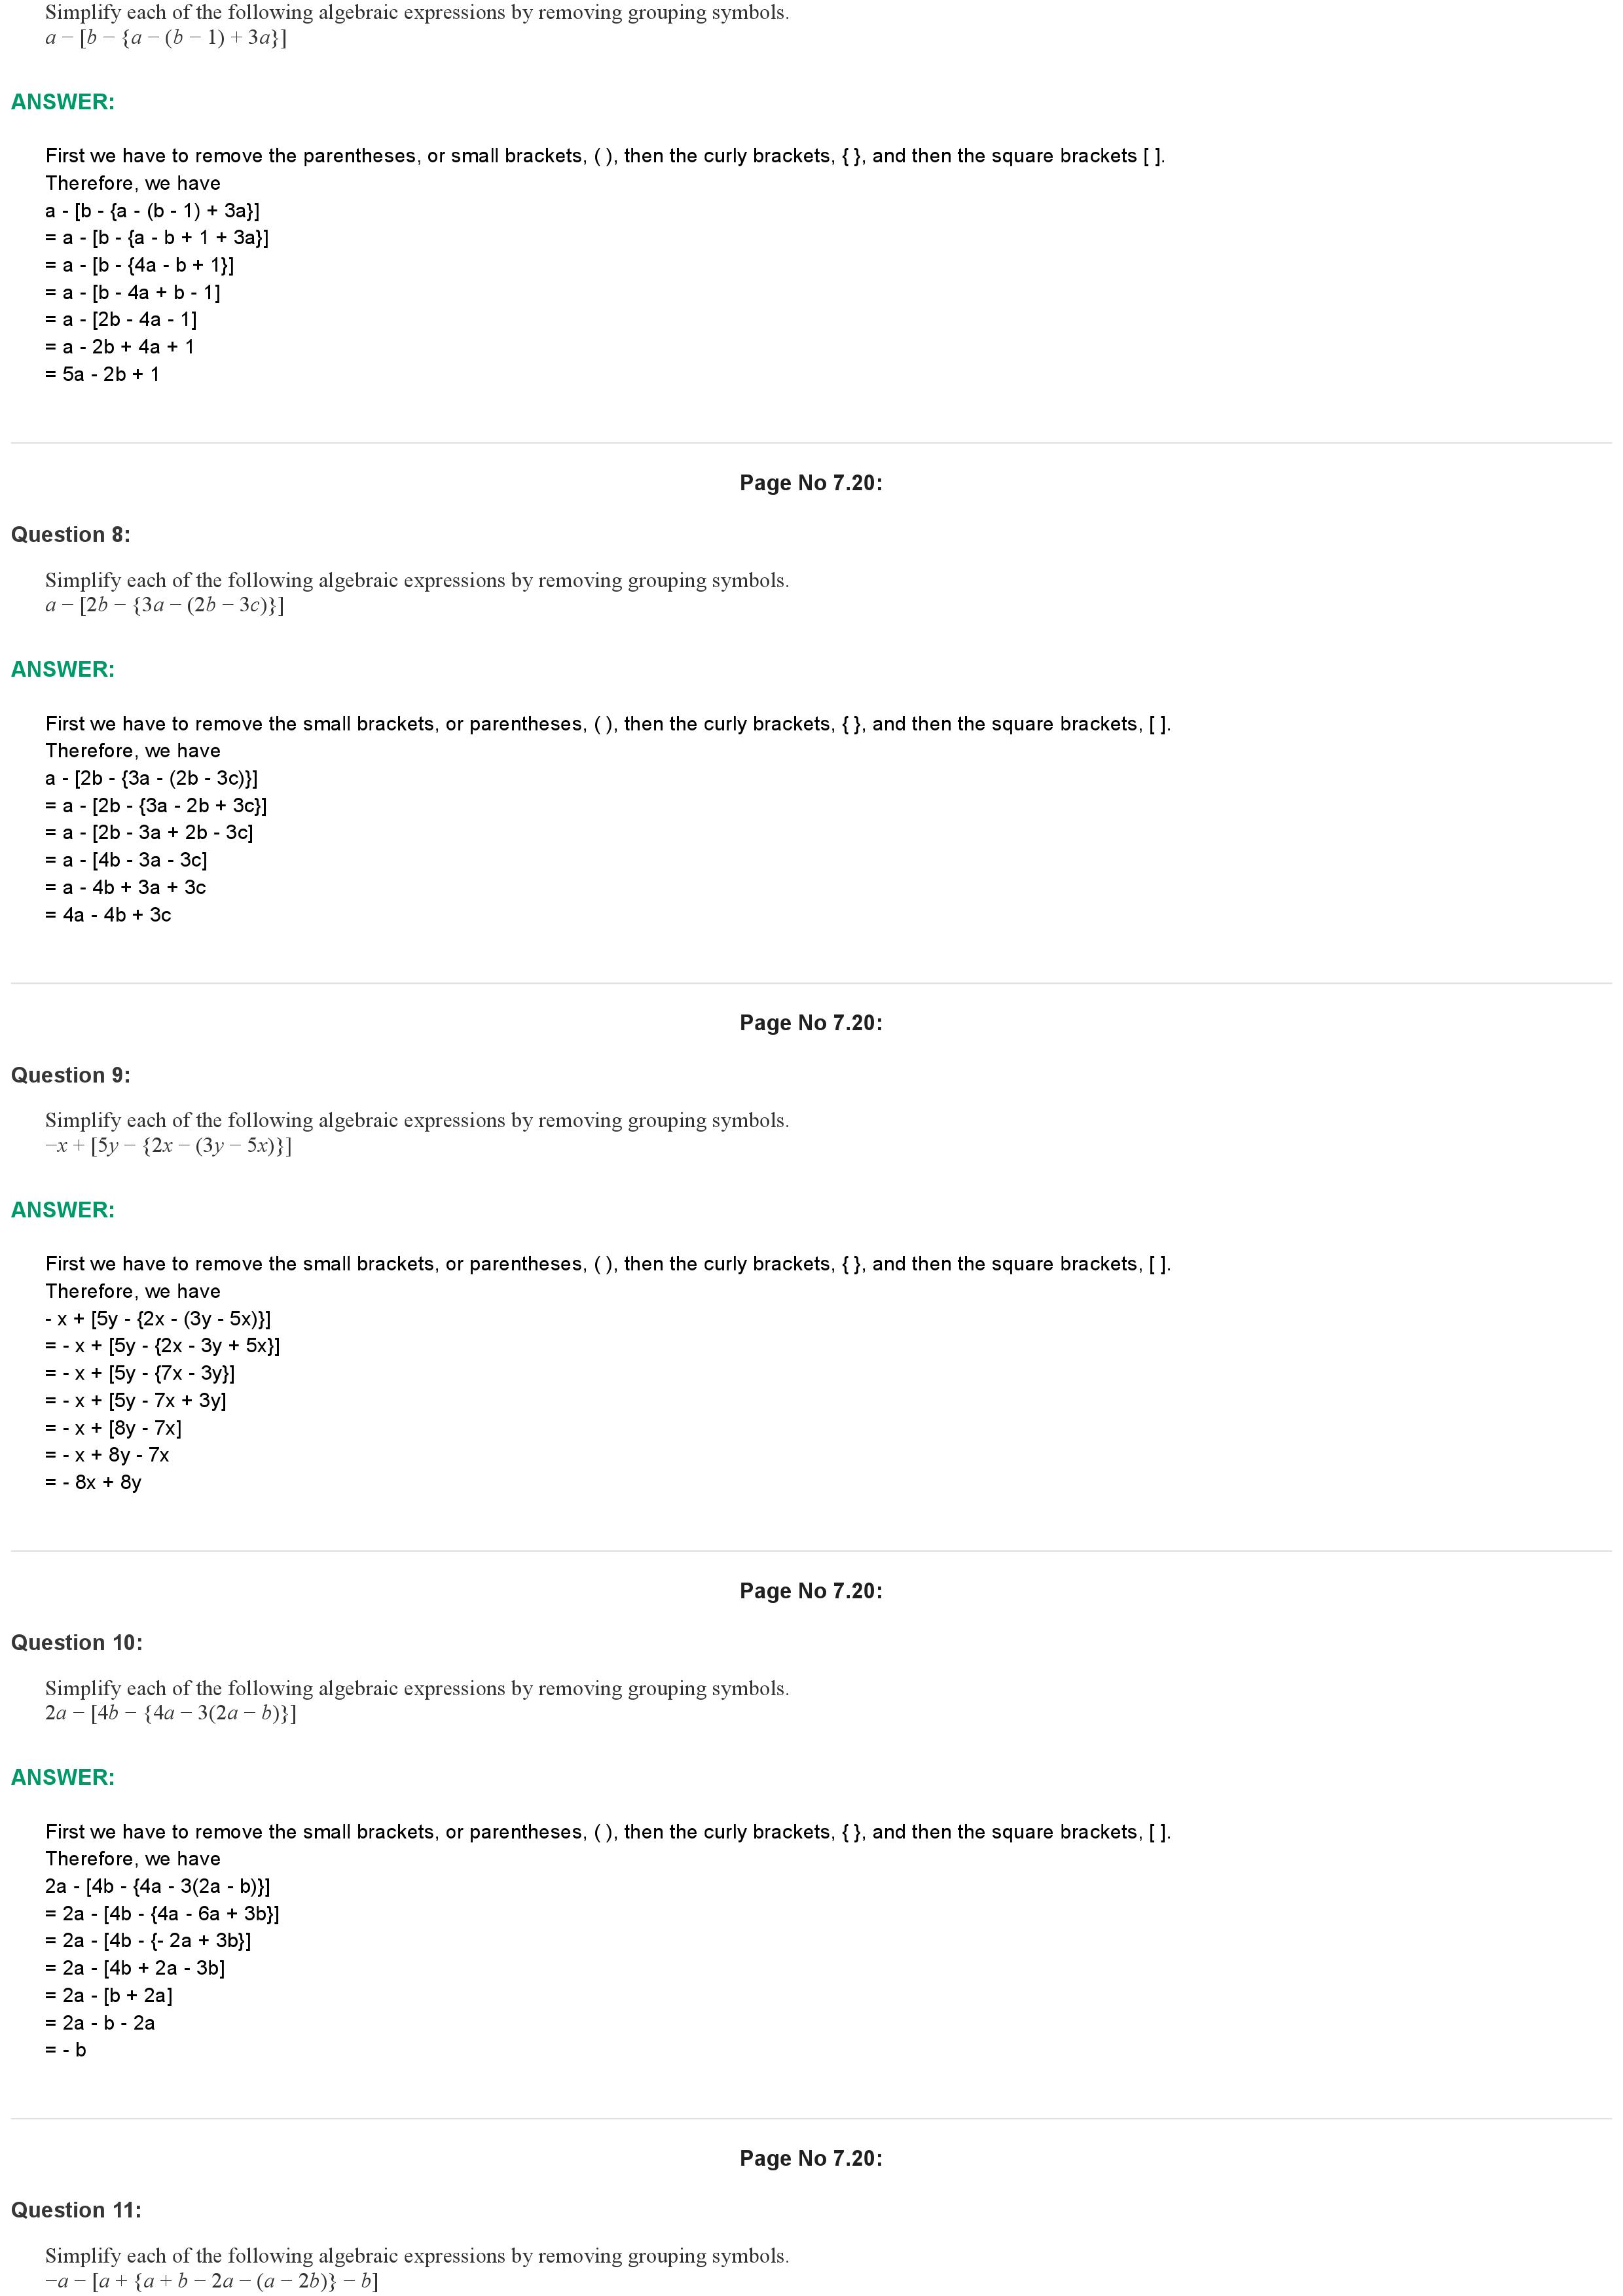 Simplify each of the following algebraic expressions by removing grouping symbols.
a − [b − {a − (b − 1) + 3a}]
ANSWER:
First we have to remove the parentheses, or small brackets, ( ), then the curly brackets, { }, and then the square brackets [ ].
Therefore, we have
a - [b - {a - (b - 1) + 3a}]
= a - [b - {a - b + 1 + 3a}]
= a - [b - {4a - b + 1}]
= a - [b - 4a + b - 1]
= a - [2b - 4a - 1]
= a - 2b + 4a + 1
= 5a - 2b + 1
Page No 7.20:
Question 8:
Simplify each of the following algebraic expressions by removing grouping symbols.
a − [2b − {3a − (2b − 3c)}]
ANSWER:
First we have to remove the small brackets, or parentheses, ( ), then the curly brackets, { }, and then the square brackets, [ ].
Therefore, we have
a - [2b - {3a - (2b - 3c)}]
= a - [2b - {3a - 2b + 3c}]
= a - [2b - 3a + 2b - 3c]
= a - [4b - 3a - 3c]
= a - 4b + 3a + 3c
= 4a - 4b + 3c
Page No 7.20:
Question 9:
Simplify each of the following algebraic expressions by removing grouping symbols.
−x + [5y − {2x − (3y − 5x)}]
ANSWER:
First we have to remove the small brackets, or parentheses, ( ), then the curly brackets, { }, and then the square brackets, [ ].
Therefore, we have
- x + [5y - {2x - (3y - 5x)}]
= - x + [5y - {2x - 3y + 5x}]
= - x + [5y - {7x - 3y}]
= - x + [5y - 7x + 3y]
= - x + [8y - 7x]
= - x + 8y - 7x
= - 8x + 8y
Page No 7.20:
Question 10:
Simplify each of the following algebraic expressions by removing grouping symbols.
2a − [4b − {4a − 3(2a − b)}]
ANSWER:
First we have to remove the small brackets, or parentheses, ( ), then the curly brackets, { }, and then the square brackets, [ ].
Therefore, we have
2a - [4b - {4a - 3(2a - b)}]
= 2a - [4b - {4a - 6a + 3b}]
= 2a - [4b - {- 2a + 3b}]
= 2a - [4b + 2a - 3b]
= 2a - [b + 2a]
= 2a - b - 2a
= - b
Page No 7.20:
Question 11:
Simplify each of the following algebraic expressions by removing grouping symbols.
−a − [a + {a + b − 2a − (a − 2b)} − b]